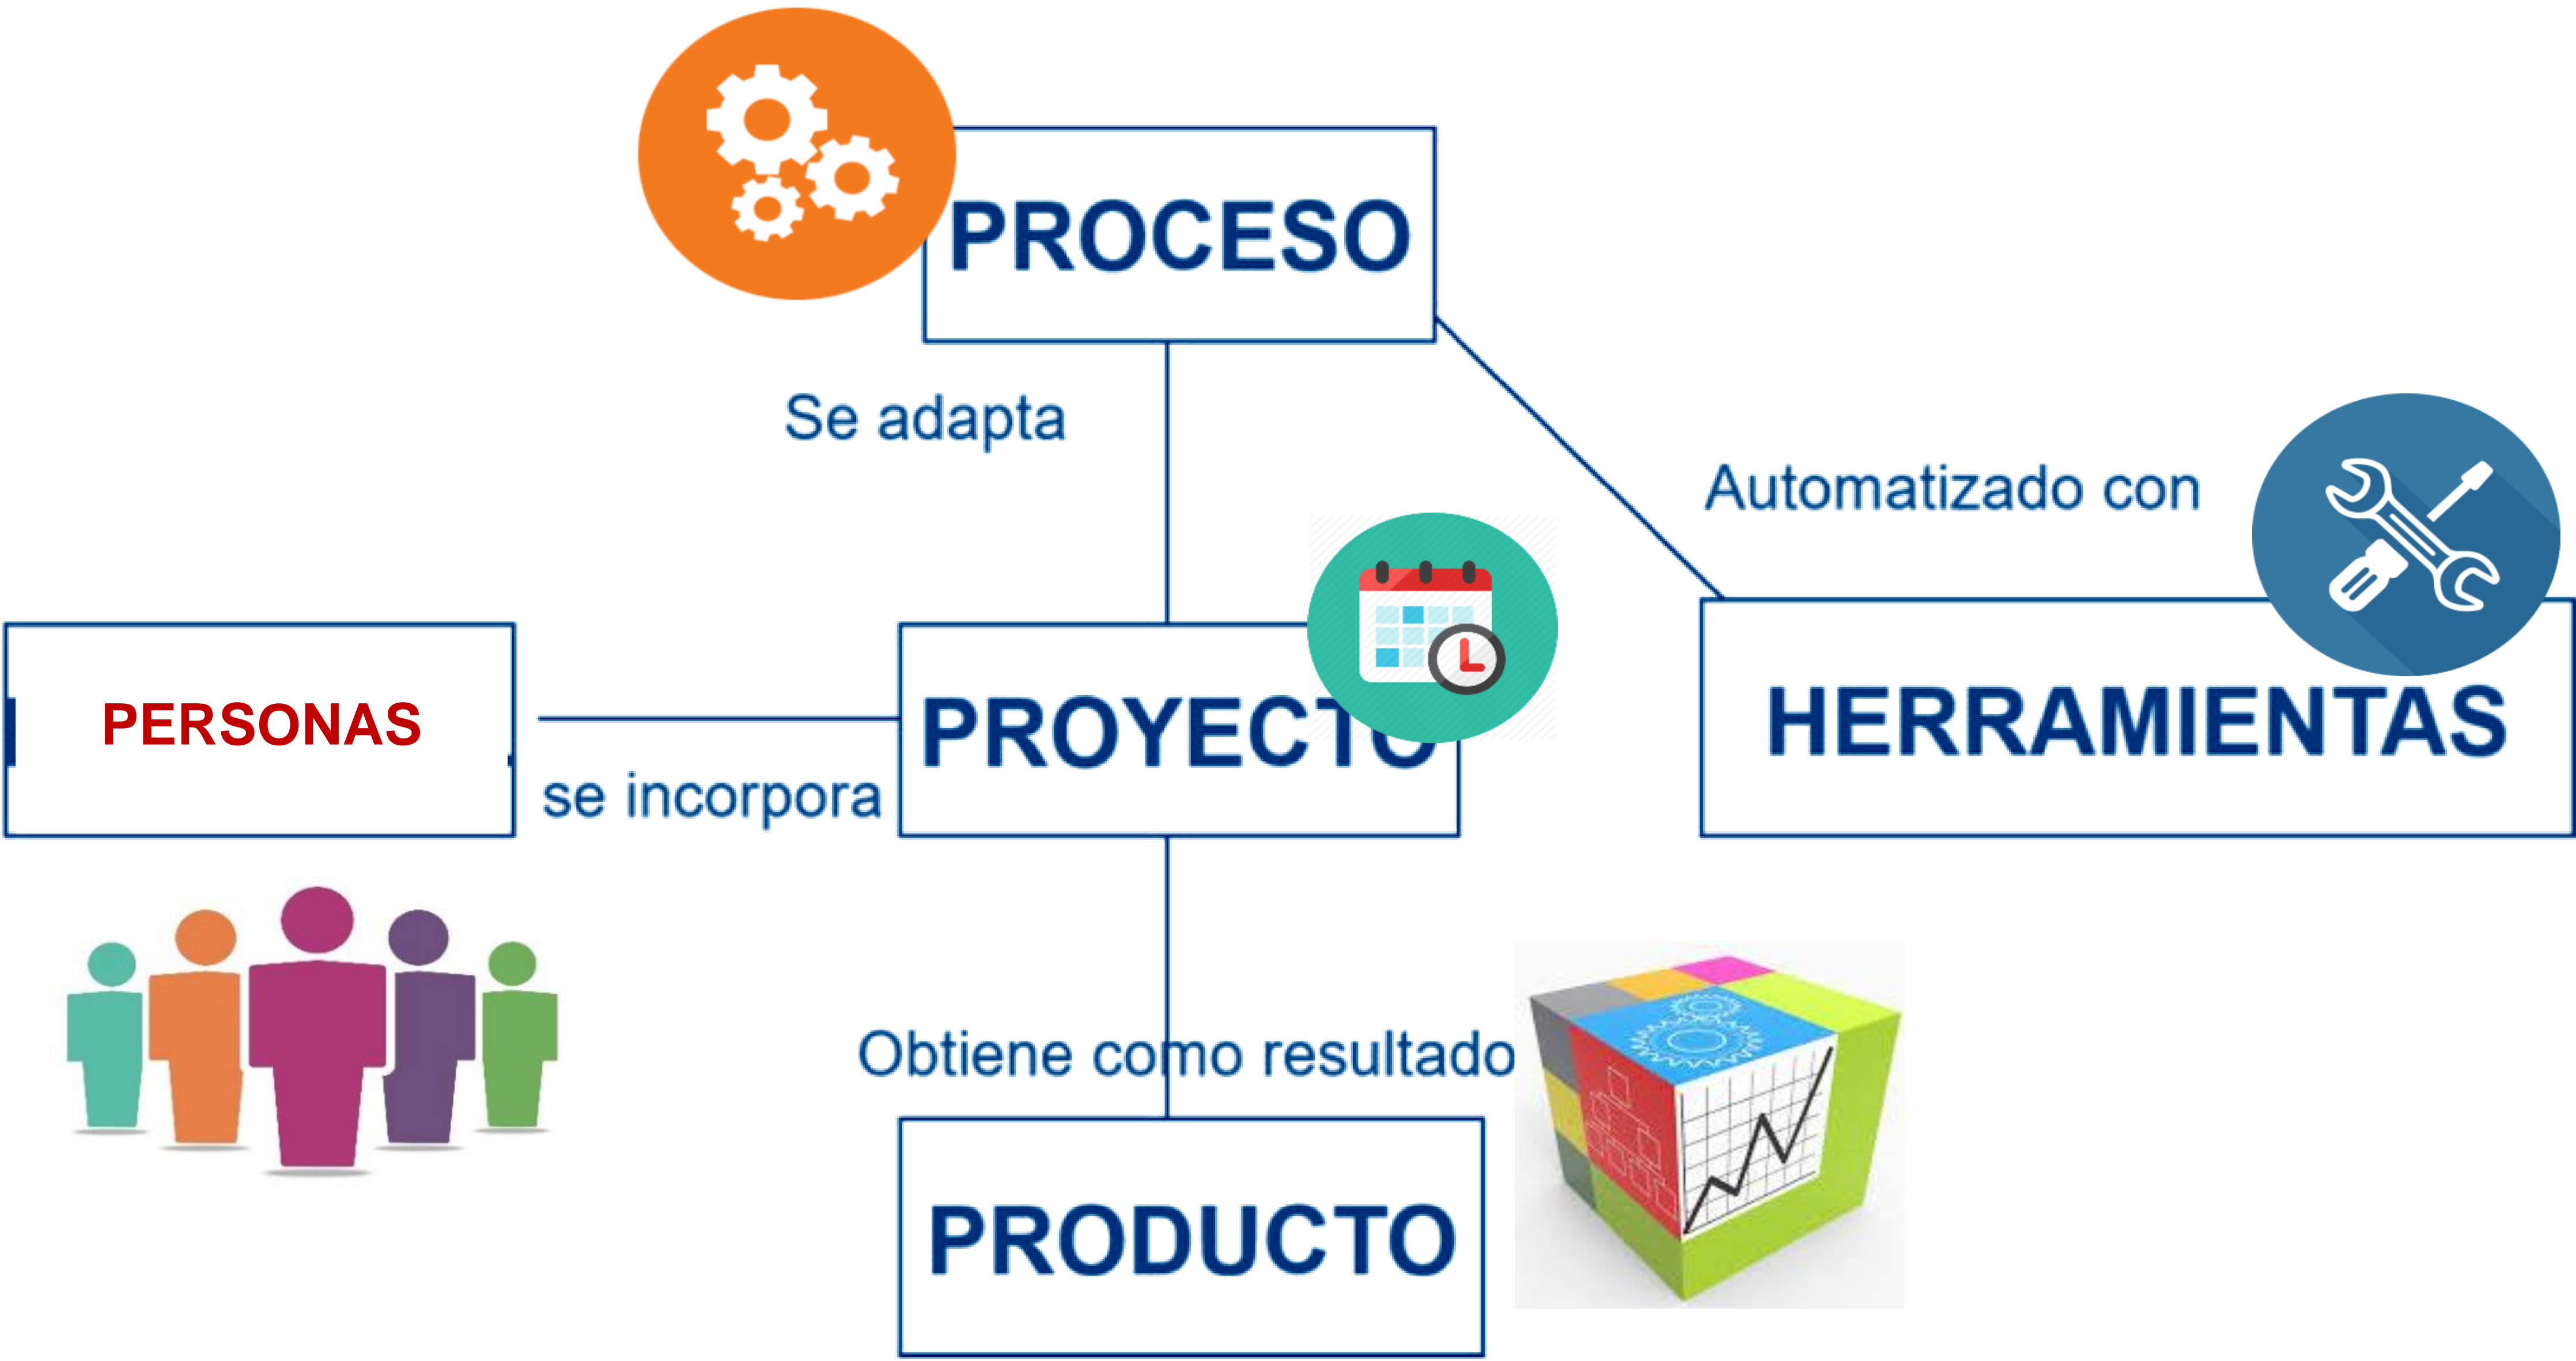 PROCESO
Se adapta
Automatizado con
PERSONAS
se incorpora
PROYECTO
HERRAMIENTAS
Obtiene como resultado
PRODUCTO